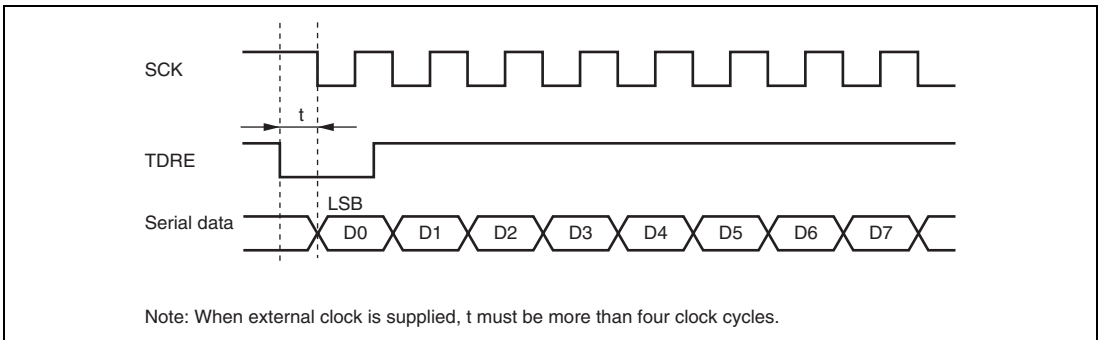 SCK
t
TDRE
LSB
Serial data
D0 D1 D2 D3 D4 D5 D6 D7
Note: When external clock is supplied, t must be more than four clock cycles.